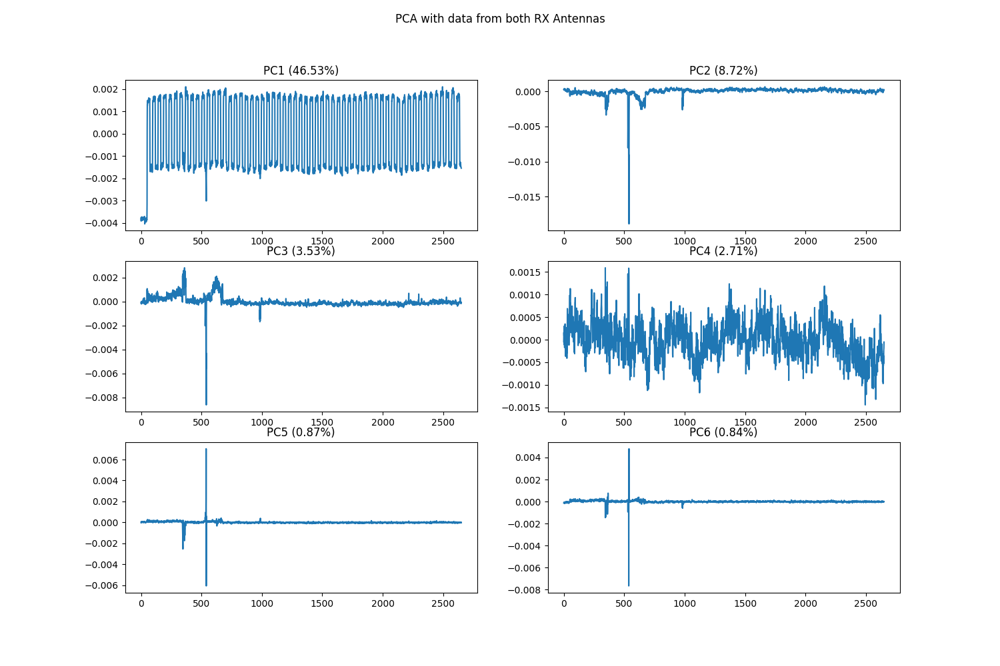 PCA with data from both RX Antennas
PC1 (46.53%)
0.002
0.001
0.000
−0.001
−0.002
−0.003
−0.004
0 500 1000 1500 2000 2500
PC2 (8.72%)
0.000
−0.005
−0.010
−0.015
0 500 1000 1500 2000 2500
PC3 (3.53%)
0.002
0.000
−0.002
−0.004
−0.006
−0.008
0 500 1000 1500 2000 2500
PC4 (2.71%)
0.0015
0.0010
0.0005
0.0000
−0.0005
−0.0010
−0.0015
0 500 1000 1500 2000 2500
PC5 (0.87%)
0.006
0.004
0.002
0.000
−0.002
−0.004
−0.006
0 500 1000 1500 2000 2500
PC6 (0.84%)
0.004
0.002
0.000
−0.002
−0.004
−0.006
−0.008
0 500 1000 1500 2000 2500